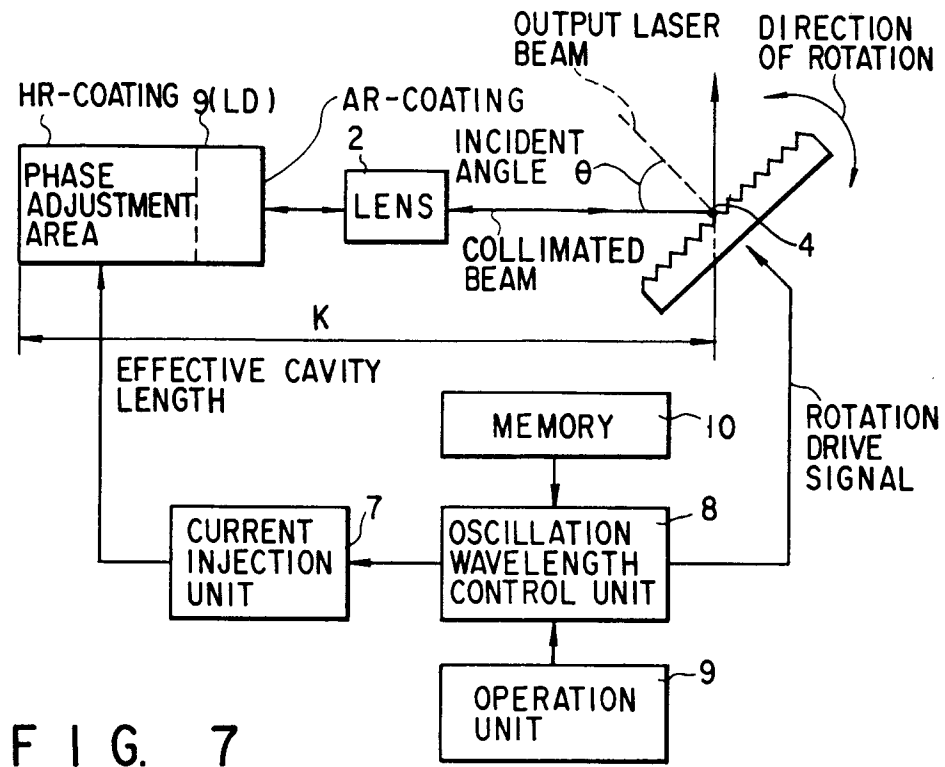 OUTPUT LASER
BEAM
DIRECTION
OF ROTATION
HR-COATING
9(LD)
AR-COATING
2
INCIDENT
ANGLE θ
PHASE
ADJUSTMENT
AREA
LENS
4
COLLIMATED
BEAM
K
EFFECTIVE CAVITY
LENGTH
MEMORY
10
ROTATION
DRIVE
SIGNAL
7
CURRENT
INJECTION
UNIT
8
OSCILLATION
WAVELENGTH
CONTROL UNIT
9
OPERATION
UNIT
FIG. 7